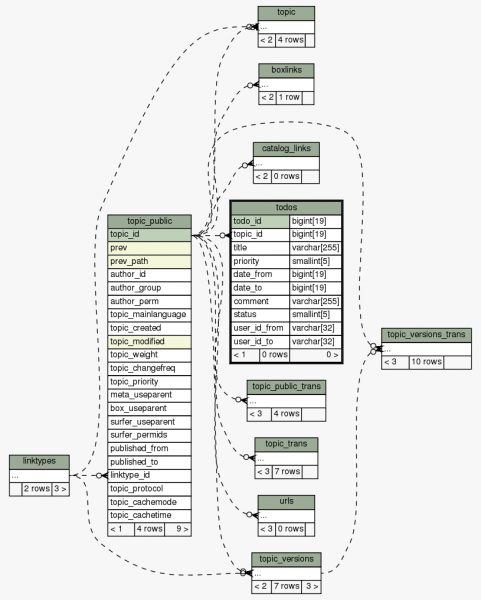 topic
...
< 2 4 rows
boxlinks
...
< 2 1 row
catalog_links
...
< 2 0 rows
todos
todo_id bigint[19]
topic_id bigint[19]
title varchar[255]
priority smallint[5]
date_from bigint[19]
date_to bigint[19]
comment varchar[255]
status smallint[5]
user_id_from varchar[32]
user_id_to varchar[32]
< 1 0 rows 0 >
topic_public
topic_id
prev
prev_path
author_id
author_group
author_perm
topic_mainlanguage
topic_created
topic_modified
topic_weight
topic_changefreq
topic_priority
meta_useparent
box_useparent
surfer_useparent
surfer_permids
published_from
published_to
linktype_id
topic_protocol
topic_cachemode
topic_cachetime
< 1 4 rows 9 >
topic_versions_trans
...
< 3 10 rows
topic_public_trans
...
< 3 4 rows
topic_trans
...
< 3 7 rows
linktypes
...
2 rows 3 >
urls
...
< 3 0 rows
topic_versions
...
< 2 7 rows 3 >